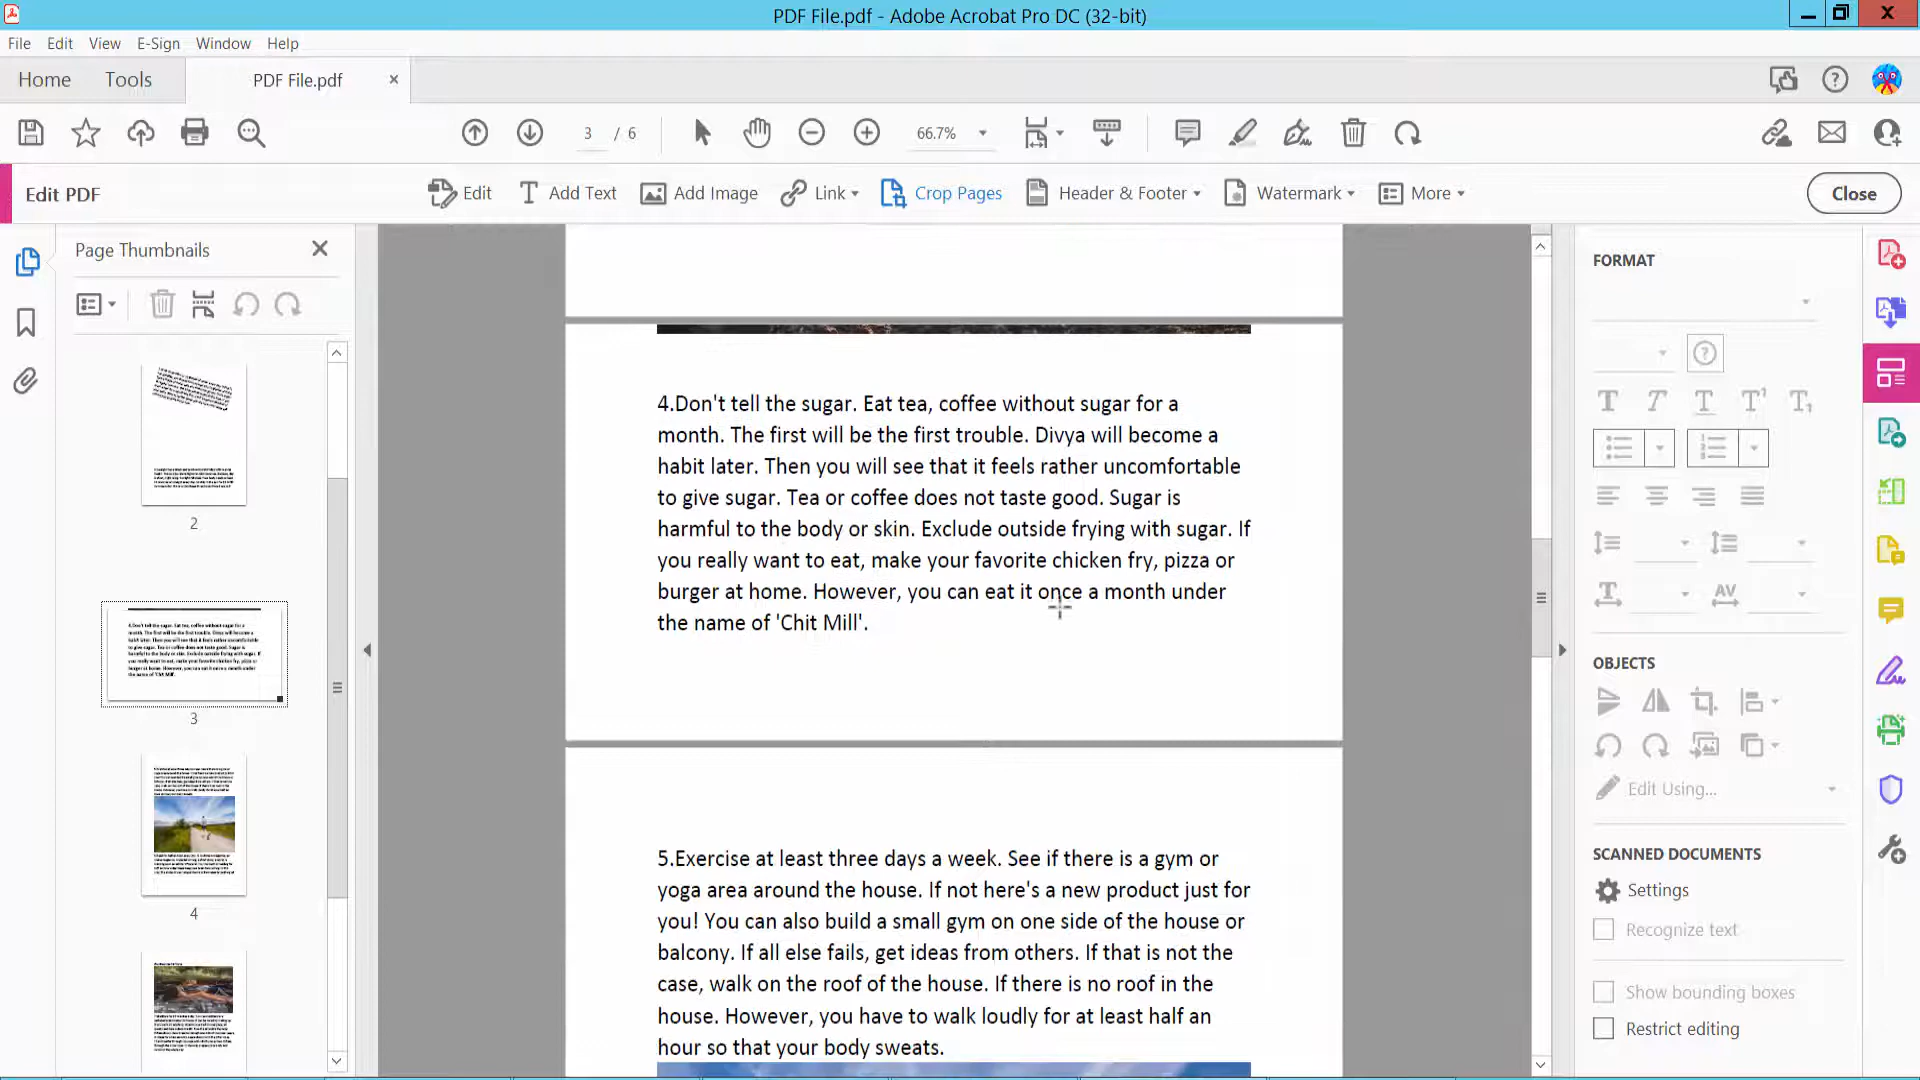 PDF File.pdf - Adobe Acrobat Pro DC (32-bit)
File Edit View E-Sign Window Help
Home Tools PDF File.pdf
3 / 6 66.7%
Edit PDF Edit Add Text Add Image Link Crop Pages Header & Footer Watermark More Close
Page Thumbnails
2
3
4
4.Don't tell the sugar. Eat tea, coffee without sugar for a
month. The first will be the first trouble. Divya will become a
habit later. Then you will see that it feels rather uncomfortable
to give sugar. Tea or coffee does not taste good. Sugar is
harmful to the body or skin. Exclude outside frying with sugar. If
you really want to eat, make your favorite chicken fry, pizza or
burger at home. However, you can eat it once a month under
the name of 'Chit Mill'.
5.Exercise at least three days a week. See if there is a gym or
yoga area around the house. If not here's a new product just for
you! You can also build a small gym on one side of the house or
balcony. If all else fails, get ideas from others. If that is not the
case, walk on the roof of the house. If there is no roof in the
house. However, you have to walk loudly for at least half an
hour so that your body sweats.
FORMAT
OBJECTS
Edit Using...
SCANNED DOCUMENTS
Settings
Recognize text
Show bounding boxes
Restrict editing